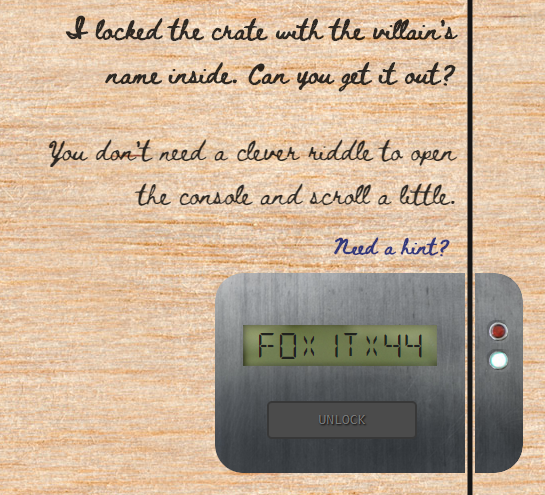 I locked the crate with the villain's
name inside. Can you get it out?
You don't need a clever riddle to open
the console and scroll a little.
Need a hint?
F0XITX44
UNLOCK